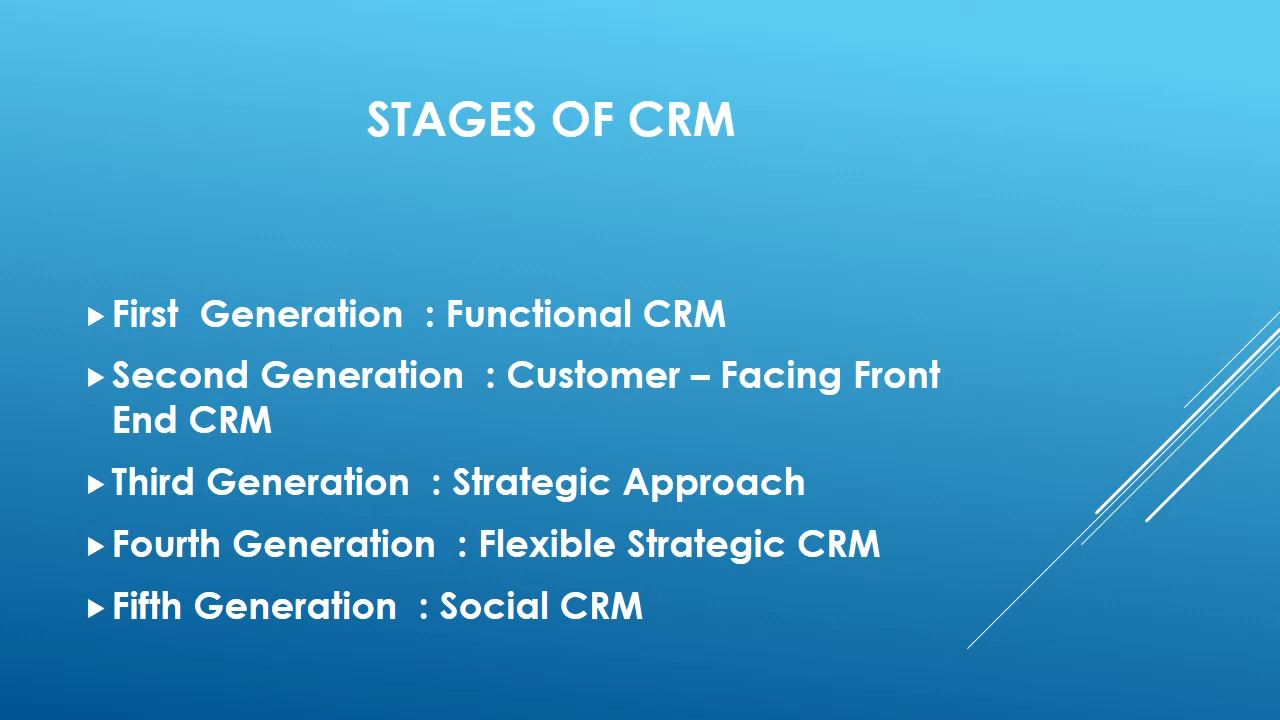 STAGES OF CRM
First Generation : Functional CRM
Second Generation : Customer – Facing Front
End CRM
Third Generation : Strategic Approach
Fourth Generation : Flexible Strategic CRM
Fifth Generation : Social CRM